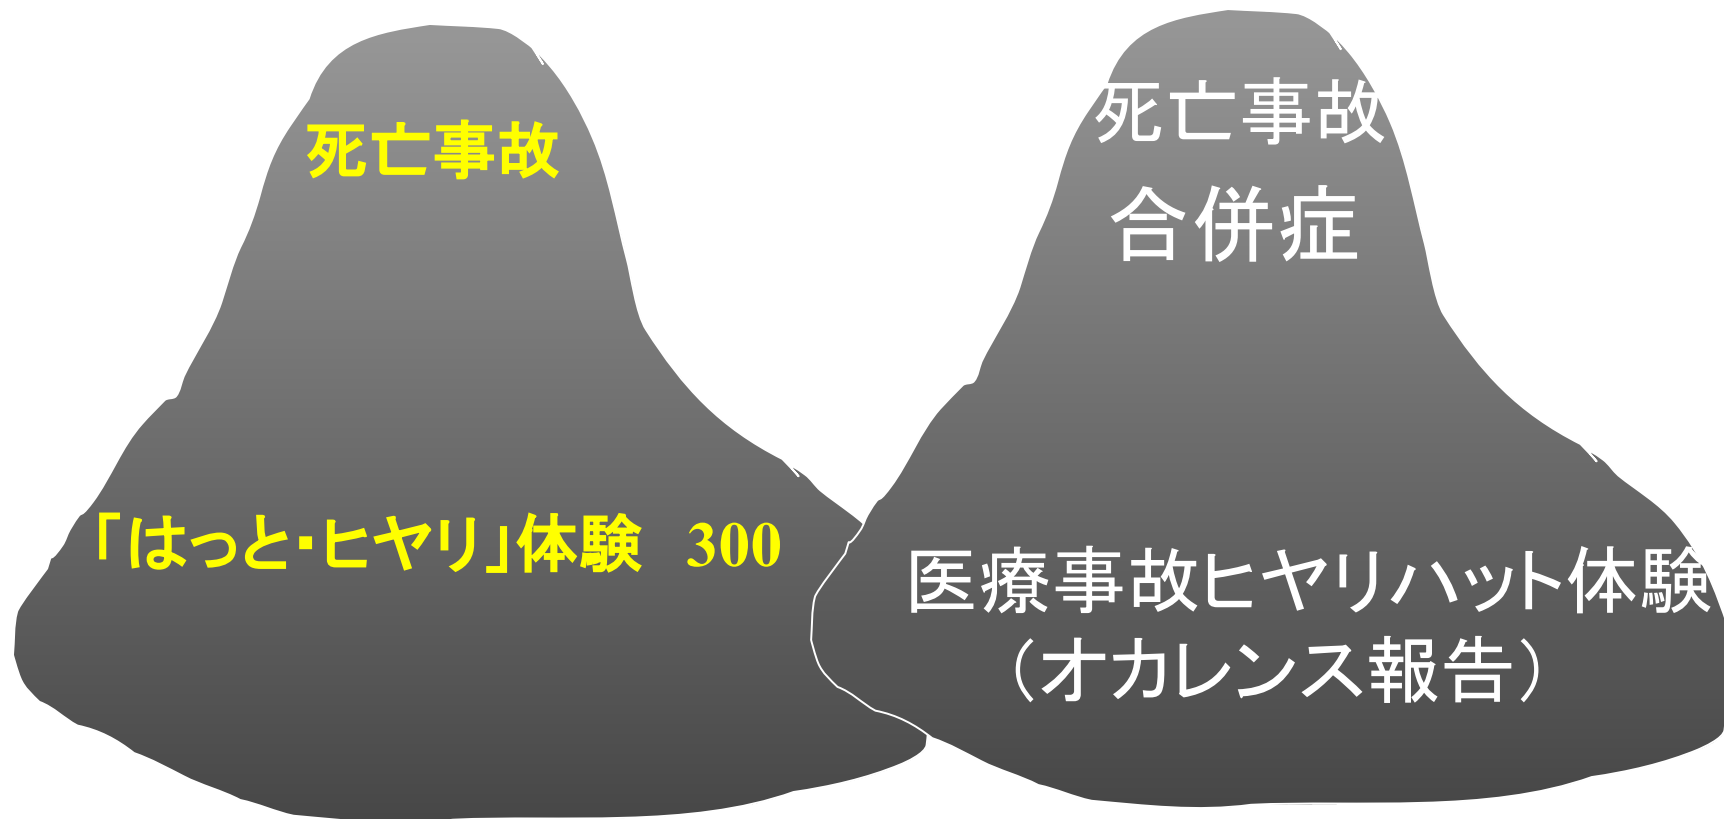 死亡事故
「はっと・ヒヤリ」体験　300
死亡事故
合併症
医療事故ヒヤリハット体験
（オカレンス報告）